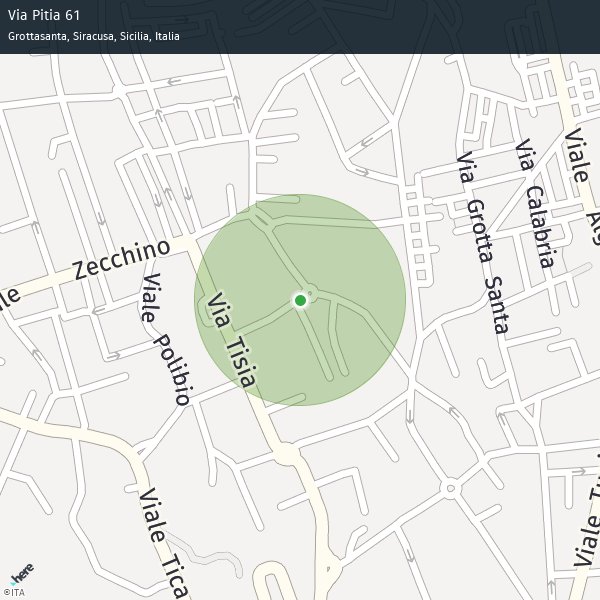 Via Pitia 61
Grottasanta, Siracusa, Sicilia, Italia
Viale
Via Calabria
Via Grotta Santa
Zecchino
Viale Polibio
Via Tisia
Viale Tica
Viale
here
©ITA